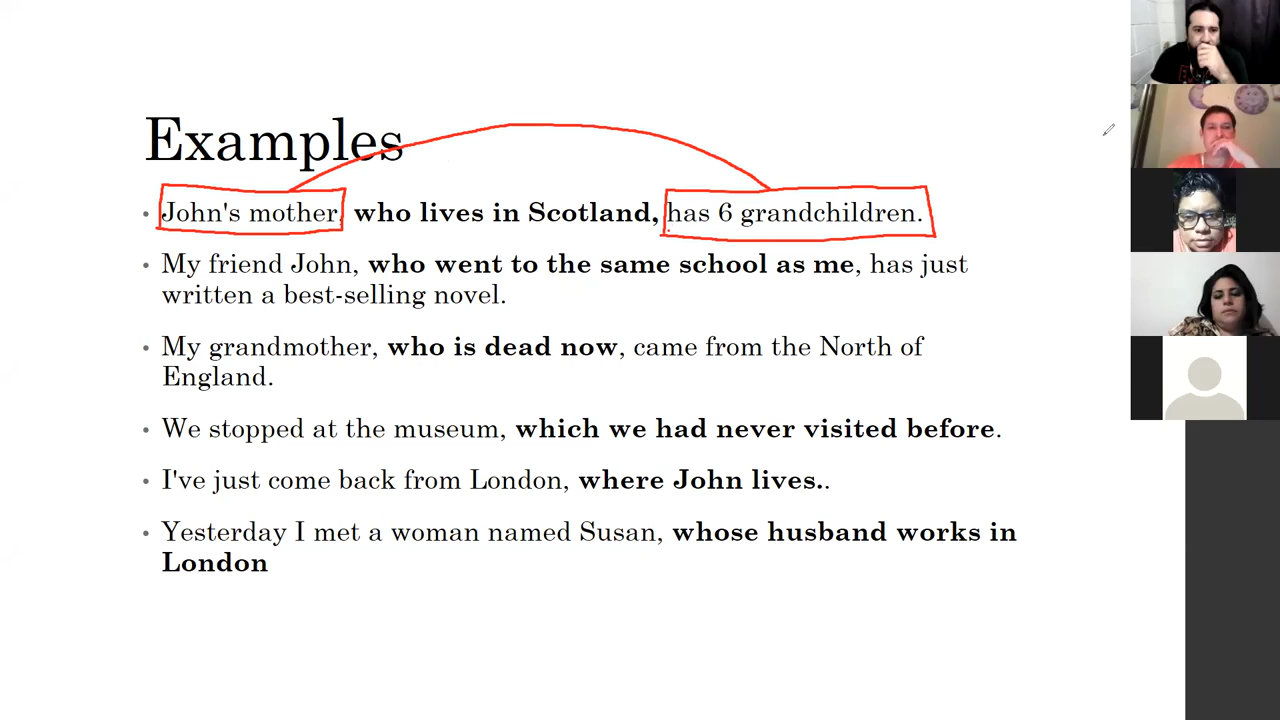 Examples
• John's mother, who lives in Scotland, has 6 grandchildren.
• My friend John, who went to the same school as me, has just
written a best-selling novel.
• My grandmother, who is dead now, came from the North of
England.
• We stopped at the museum, which we had never visited before.
• I've just come back from London, where John lives..
• Yesterday I met a woman named Susan, whose husband works in
London